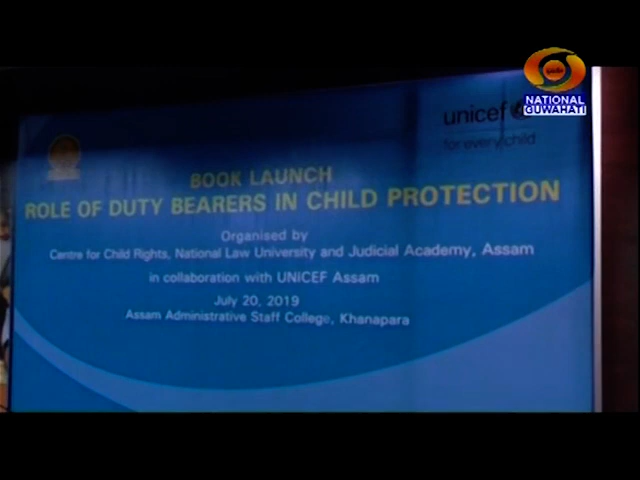 NATIONAL
GUWAHATI
unicef
for every child
BOOK LAUNCH
ROLE OF DUTY BEARERS IN CHILD PROTECTION
Organised by
Centre for Child Rights, National Law University and Judicial Academy, Assam
in collaboration with UNICEF Assam
July 20, 2019
Assam Administrative Staff College, Khanapara